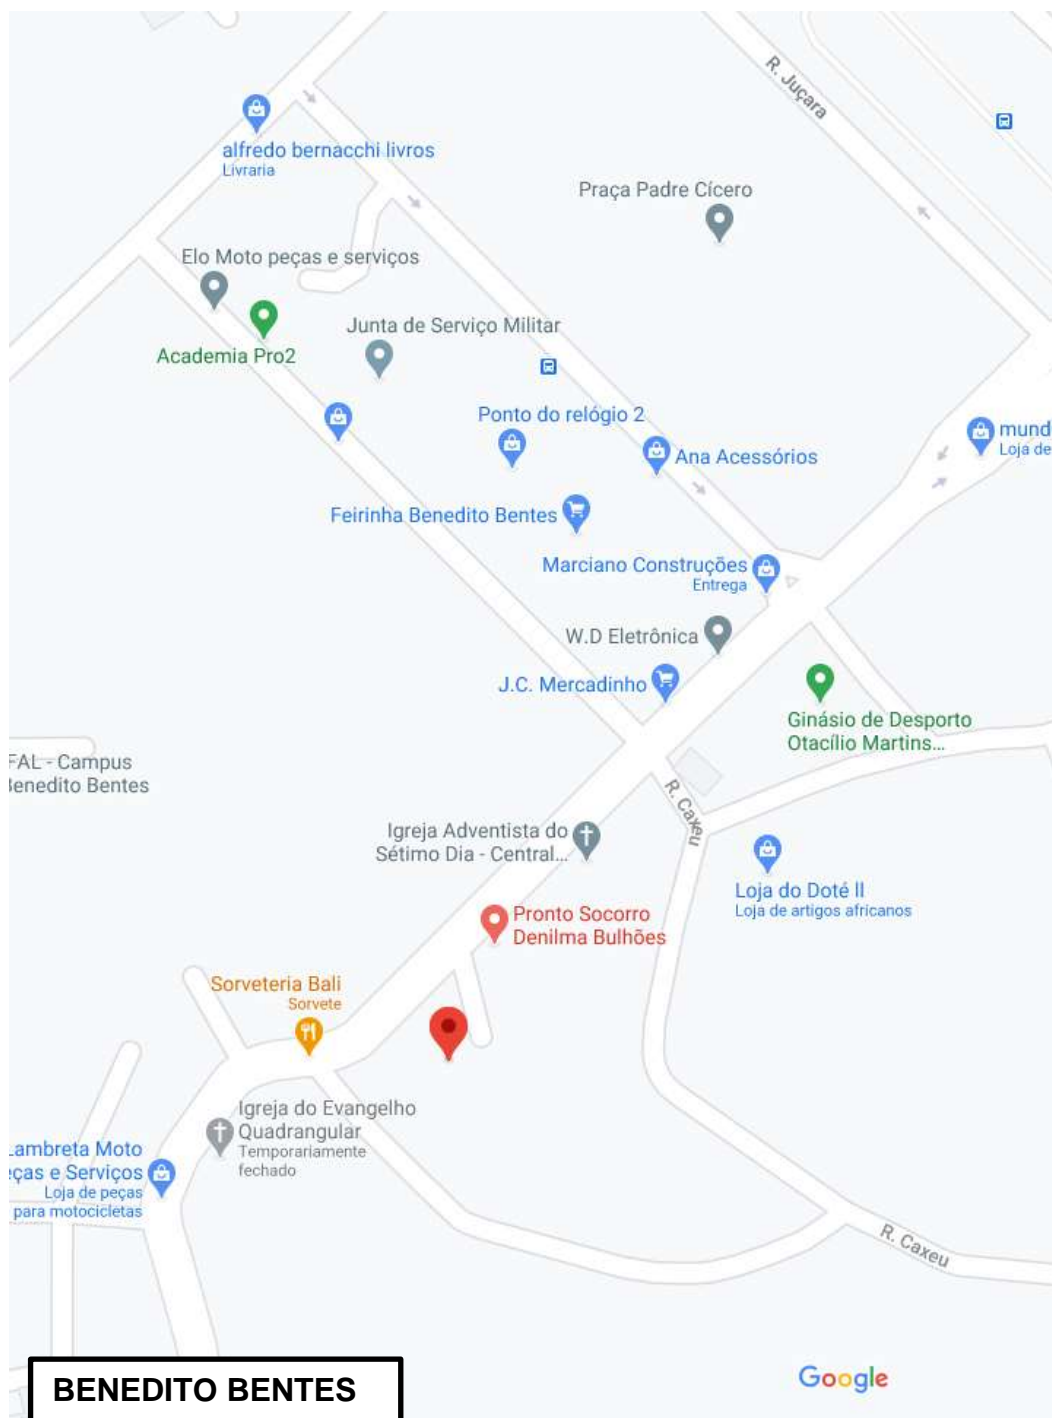 R. Juçara
alfredo bernacchi livros
Livraria
Praça Padre Cícero
Elo Moto peças e serviços
Junta de Serviço Militar
Academia Pro2
Ponto do relógio 2
mund
Loja de
Ana Acessórios
Feirinha Benedito Bentes
Marciano Construções
Entrega
W.D Eletrônica
J.C. Mercadinho
Ginásio de Desporto
Otacílio Martins...
FAL - Campus
Benedito Bentes
R. Caxeu
Igreja Adventista do
Sétimo Dia - Central...
Loja do Doté II
Loja de artigos africanos
Pronto Socorro
Denilma Bulhões
Sorveteria Bali
Sorvete
Igreja do Evangelho
Quadrangular
Temporariamente
fechado
Lambreta Moto
eças e Serviços
Loja de peças
para motocicletas
R. Caxeu
Google
BENEDITO BENTES